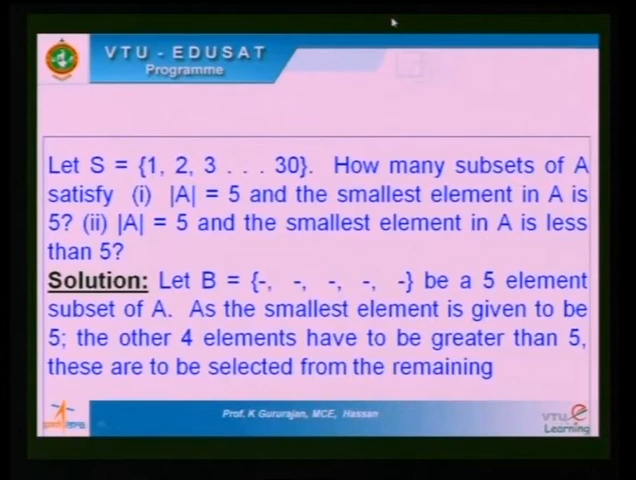 VTU - EDUSAT
Programme
Let S = {1, 2, 3 . . . 30}. How many subsets of A
satisfy (i) |A| = 5 and the smallest element in A is
5? (ii) |A| = 5 and the smallest element in A is less
than 5?
Solution: Let B = {-, -, -, -, -} be a 5 element
subset of A. As the smallest element is given to be
5; the other 4 elements have to be greater than 5,
these are to be selected from the remaining
Prof. K Gururajan, MCE, Hassan
VTU e
Learning